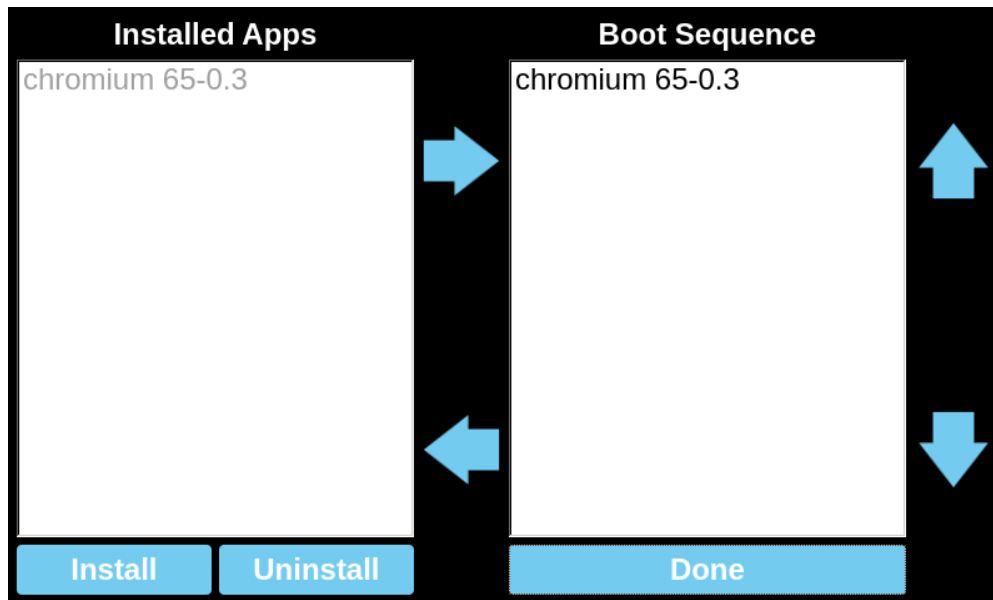 Installed Apps
Boot Sequence
chromium 65-0.3
chromium 65-0.3
Install
Uninstall
Done